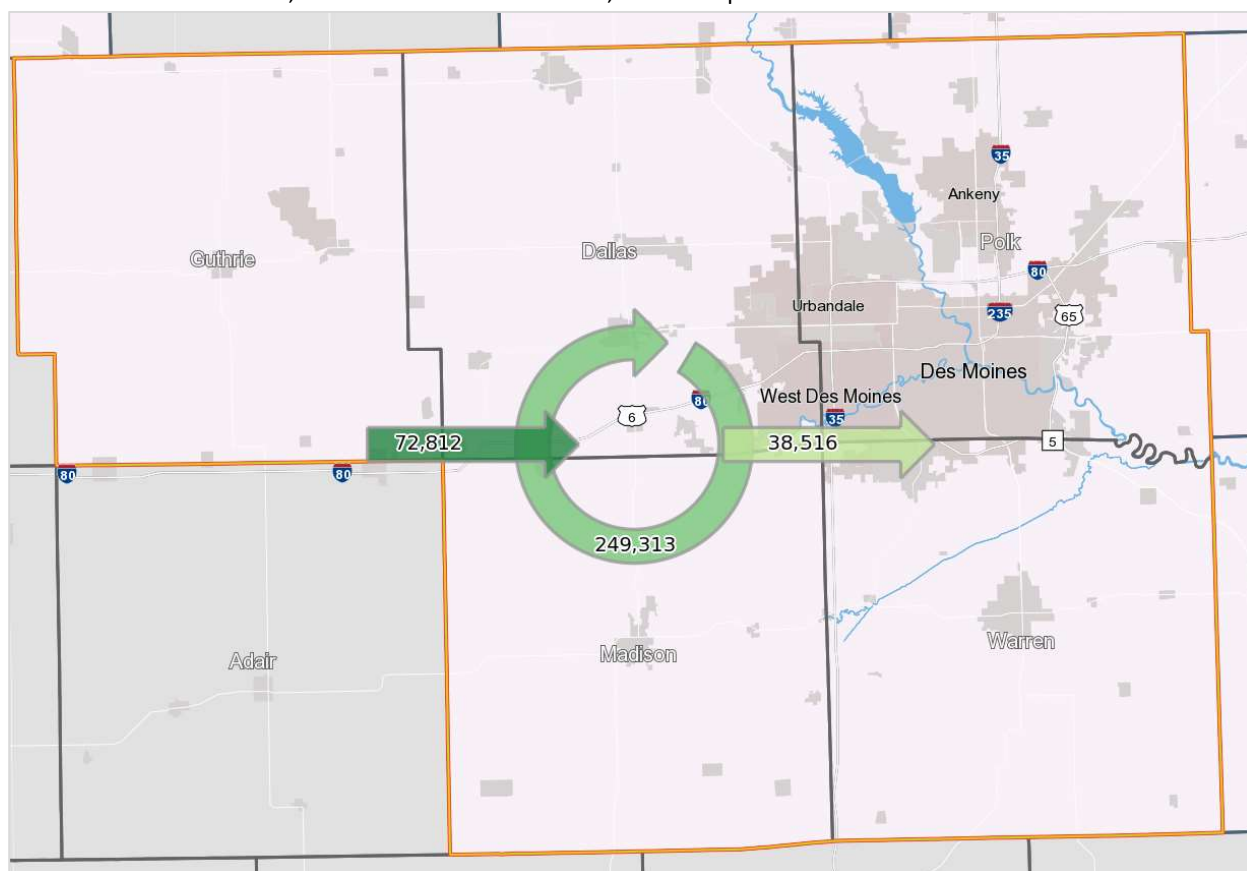 35
Ankeny
Polk
Dallas
Guthrie
80
Urbandale
235
65
Des Moines
West Des Moines
80
6
35
72,812
38,516
5
80
80
249,313
Warren
Madison
Adair